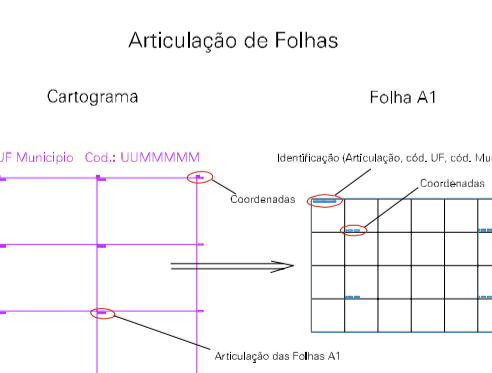 Articulação de Folhas
Cartograma
Folha A1
UF Municipio Cod.: UUMMMMM
Identificação (Articulação, cód. UF, cód. Mu
Coordenadas
Coordenadas
Articulação das Folhas A1